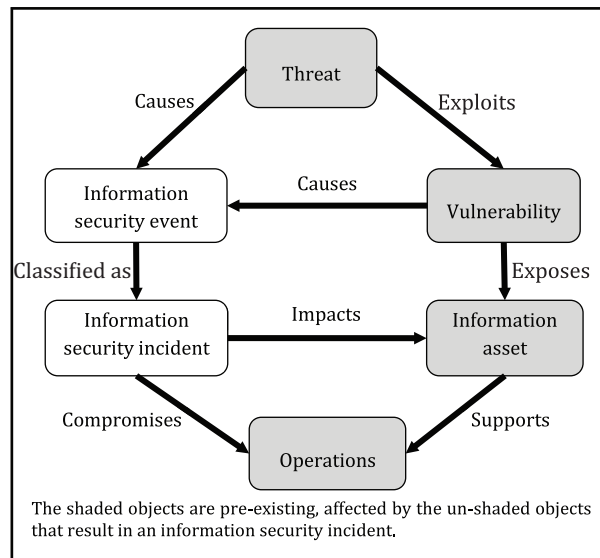 Threat
Causes
Exploits
Information
security event
Causes
Vulnerability
Classified as
Exposes
Information
security incident
Impacts
Information
asset
Compromises
Supports
Operations
The shaded objects are pre-existing, affected by the un-shaded objects
that result in an information security incident.